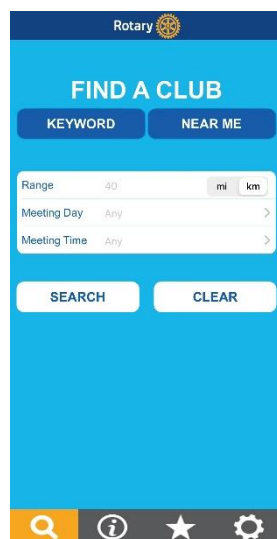 Rotary
FIND A CLUB
KEYWORD NEAR ME
Range 40 mi km
Meeting Day Any
Meeting Time Any
SEARCH CLEAR